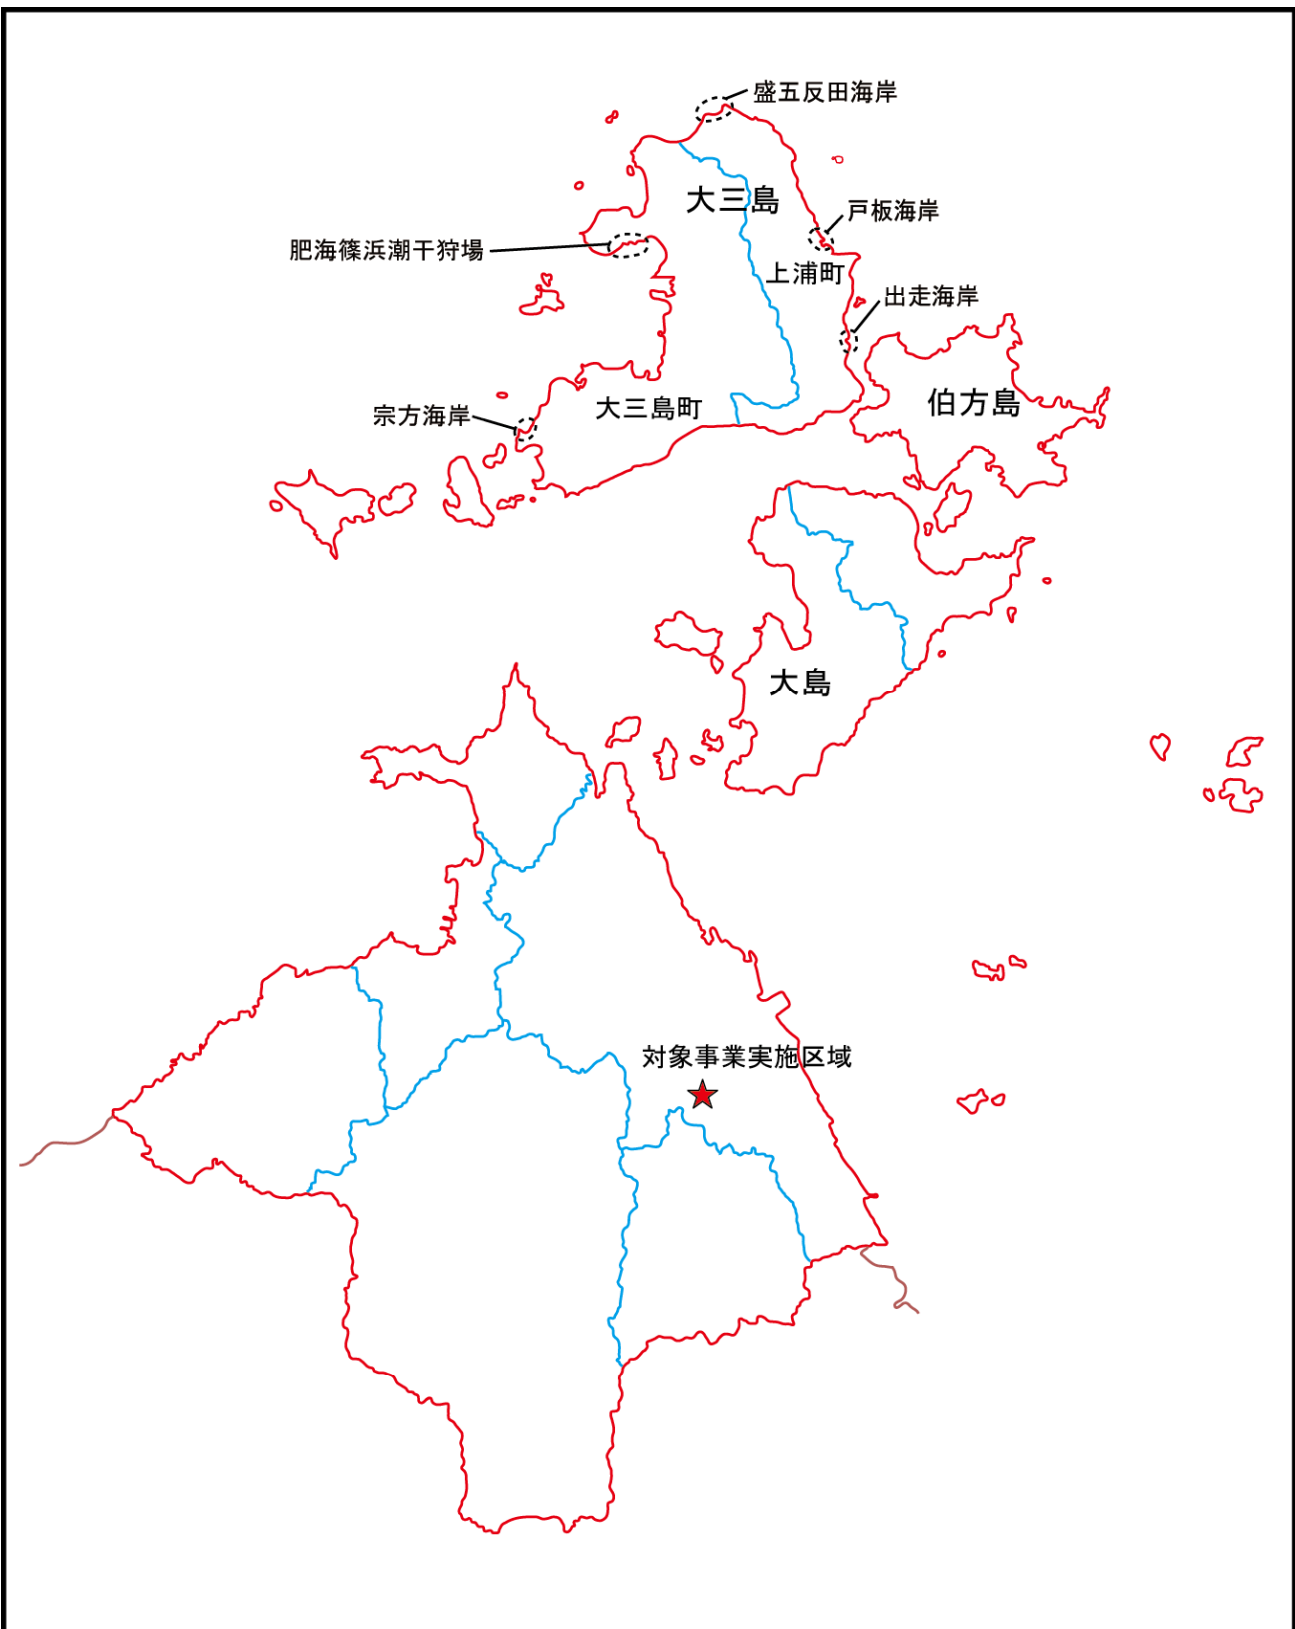 盛五反田海岸
大三島
戸板海岸
肥海篠浜潮干狩場
上浦町
出走海岸
宗方海岸
大三島町
伯方島
大島
対象事業実施区域